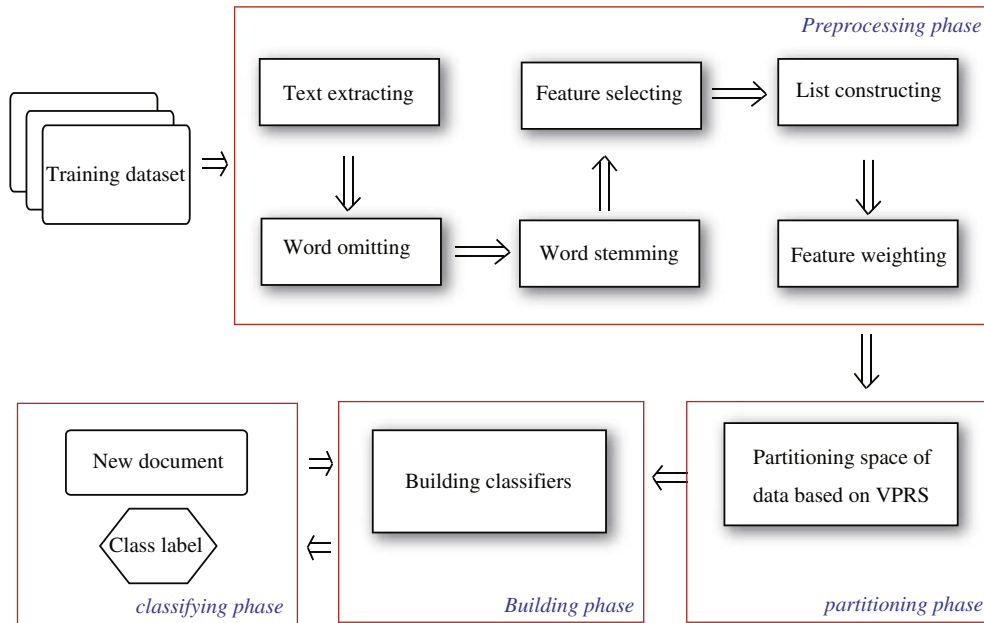 Preprocessing phase
Text extracting
Feature selecting
List constructing
Training dataset
Word omitting
Word stemming
Feature weighting
New document
Class label
classifying phase
Building classifiers
Building phase
Partitioning space of
data based on VPRS
partitioning phase